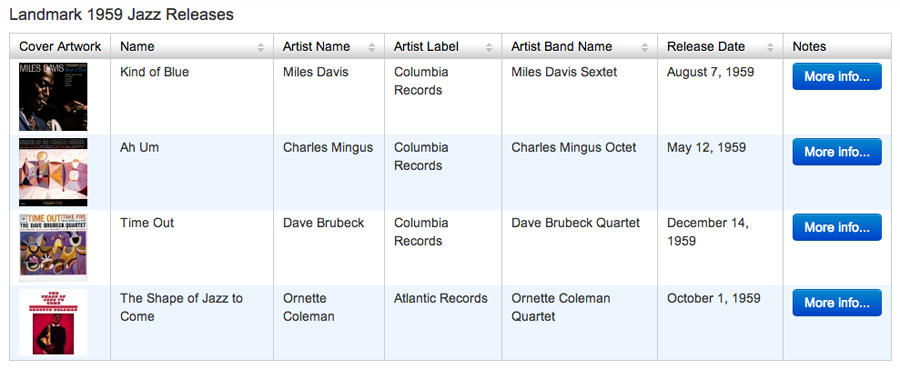 Landmark 1959 Jazz Releases
Cover Artwork Name Artist Name Artist Label Artist Band Name Release Date Notes
MILES DAVIS
Kind of Blue Miles Davis Columbia Miles Davis Sextet August 7, 1959 More info...
Records
Ah Um Charles Mingus Columbia Charles Mingus Octet May 12, 1959 More info...
Records
TIME OUT TAKE FIVE
THE DAVE BRUBECK QUARTET
Time Out Dave Brubeck Columbia Dave Brubeck Quartet December 14, More info...
Records 1959
THE
SHAPE OF
JAZZ TO
COME
ORNETTE COLEMAN
The Shape of Jazz to Ornette Atlantic Records Ornette Coleman October 1, 1959 More info...
Come Coleman Quartet